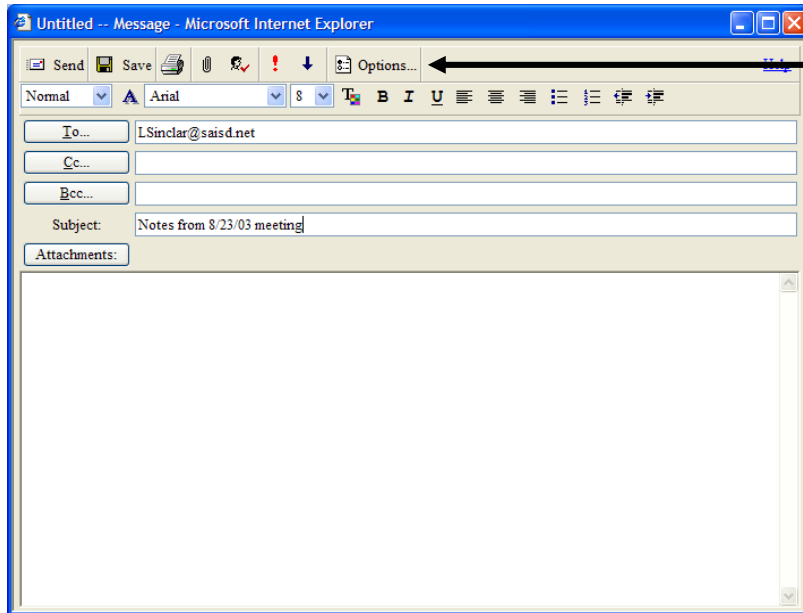 Untitled -- Message - Microsoft Internet Explorer
Send Save Options... Help
Normal A Arial 8 T B I U
To... LSinclar@saisd.net
Cc...
Bcc...
Subject: Notes from 8/23/03 meeting
Attachments: